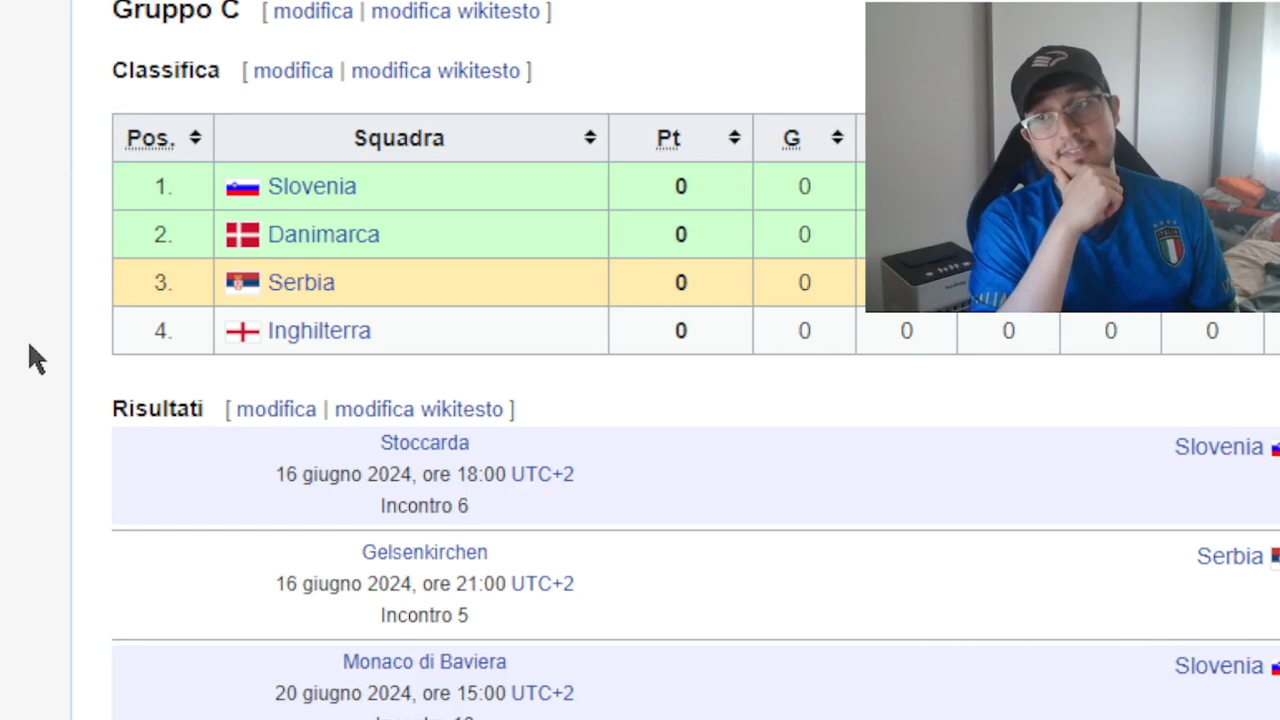 Gruppo C [ modifica | modifica wikitesto ]
Classifica [ modifica | modifica wikitesto ]
Pos. Squadra Pt G
1. Slovenia 0 0
2. Danimarca 0 0
3. Serbia 0 0
4. Inghilterra 0 0 0 0 0 0
ITALIA
Risultati [ modifica | modifica wikitesto ]
Stoccarda
16 giugno 2024, ore 18:00 UTC+2
Slovenia
Incontro 6
Gelsenkirchen
16 giugno 2024, ore 21:00 UTC+2
Serbia
Incontro 5
Monaco di Baviera
20 giugno 2024, ore 15:00 UTC+2
Slovenia